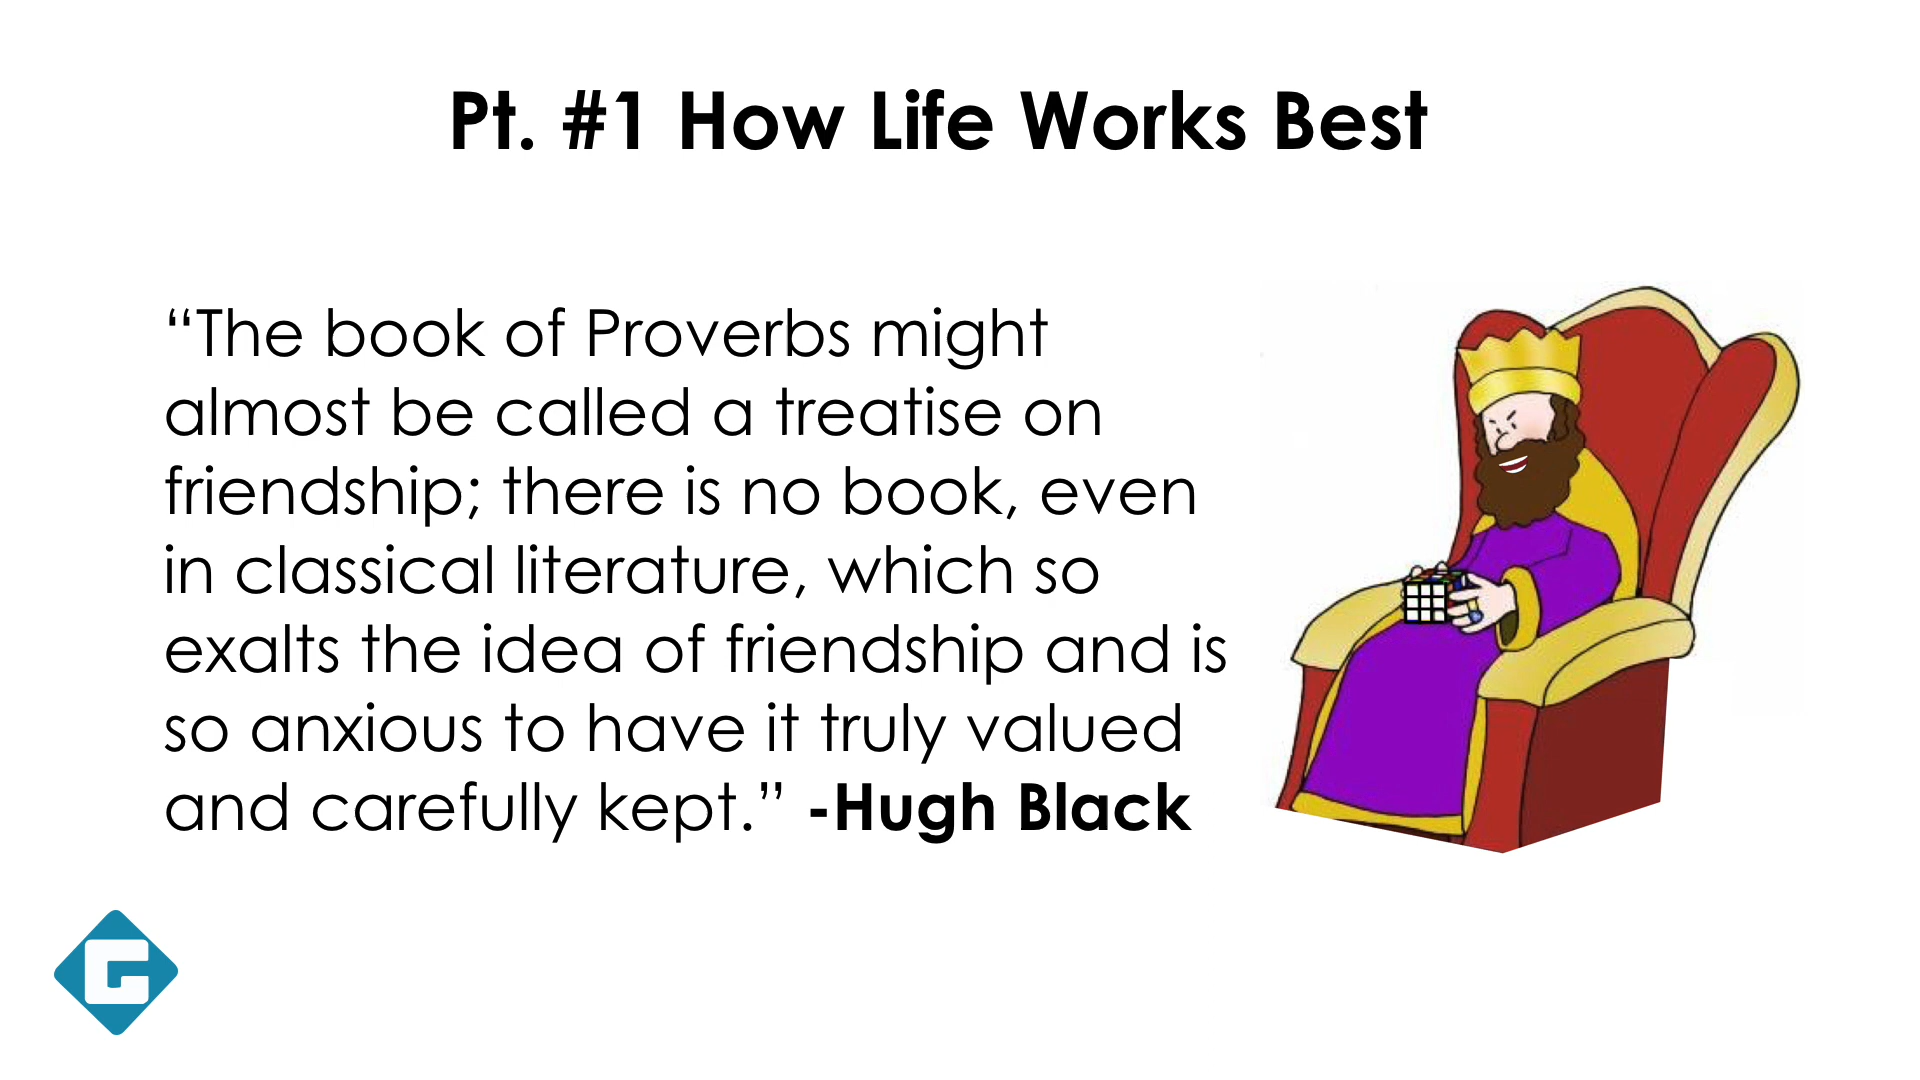 Pt. #1 How Life Works Best
“The book of Proverbs might
almost be called a treatise on
friendship; there is no book, even
in classical literature, which so
exalts the idea of friendship and is
so anxious to have it truly valued
and carefully kept.” -Hugh Black
G